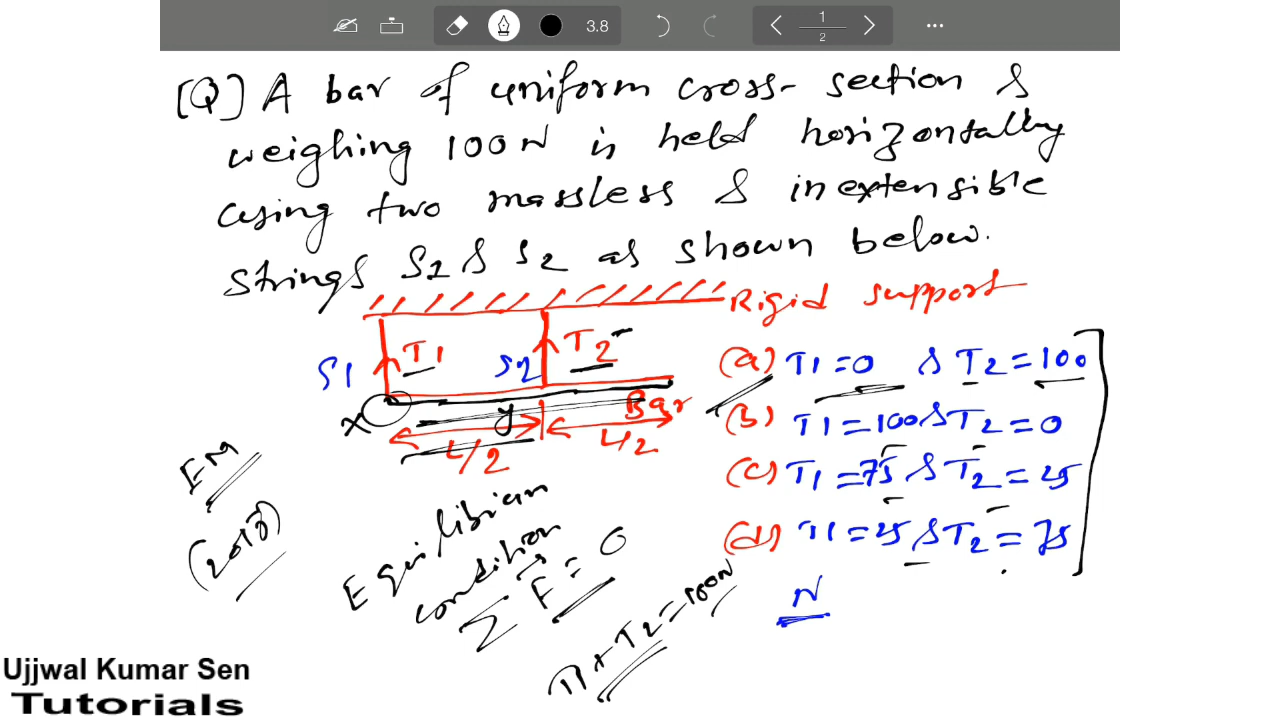 3.8
1
2
[Q] A bar of uniform cross-section &
weighing 100N is held horizontally
using two massless & inextensible
strings S1 & S2 as shown below.
Rigid support
S1 T1 S2 T2
X y Bar
L/2 L/2
(a) T1=0 & T2=100
(b) T1=100 & T2=0
(c) T1=75 & T2=25
(d) T1=25 & T2=75
N
EM
Equilibrium
condition
∑F=0
T1+T2=100N
Ujjwal Kumar Sen
Tutorials